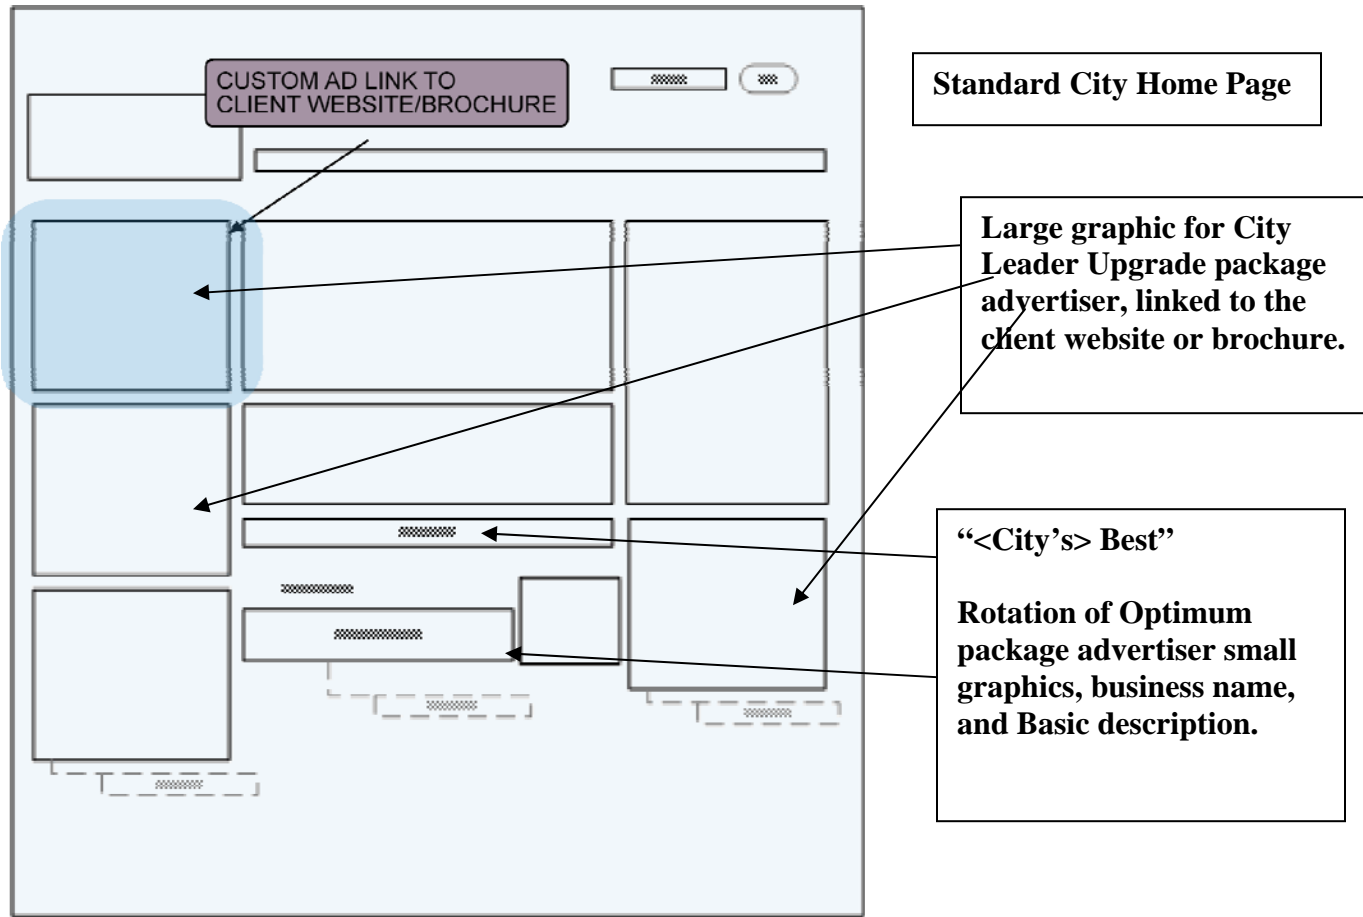 CUSTOM AD LINK TO
CLIENT WEBSITE/BROCHURE
Standard City Home Page
Large graphic for City
Leader Upgrade package
advertiser, linked to the
client website or brochure.
“<City’s> Best”
Rotation of Optimum
package advertiser small
graphics, business name,
and Basic description.